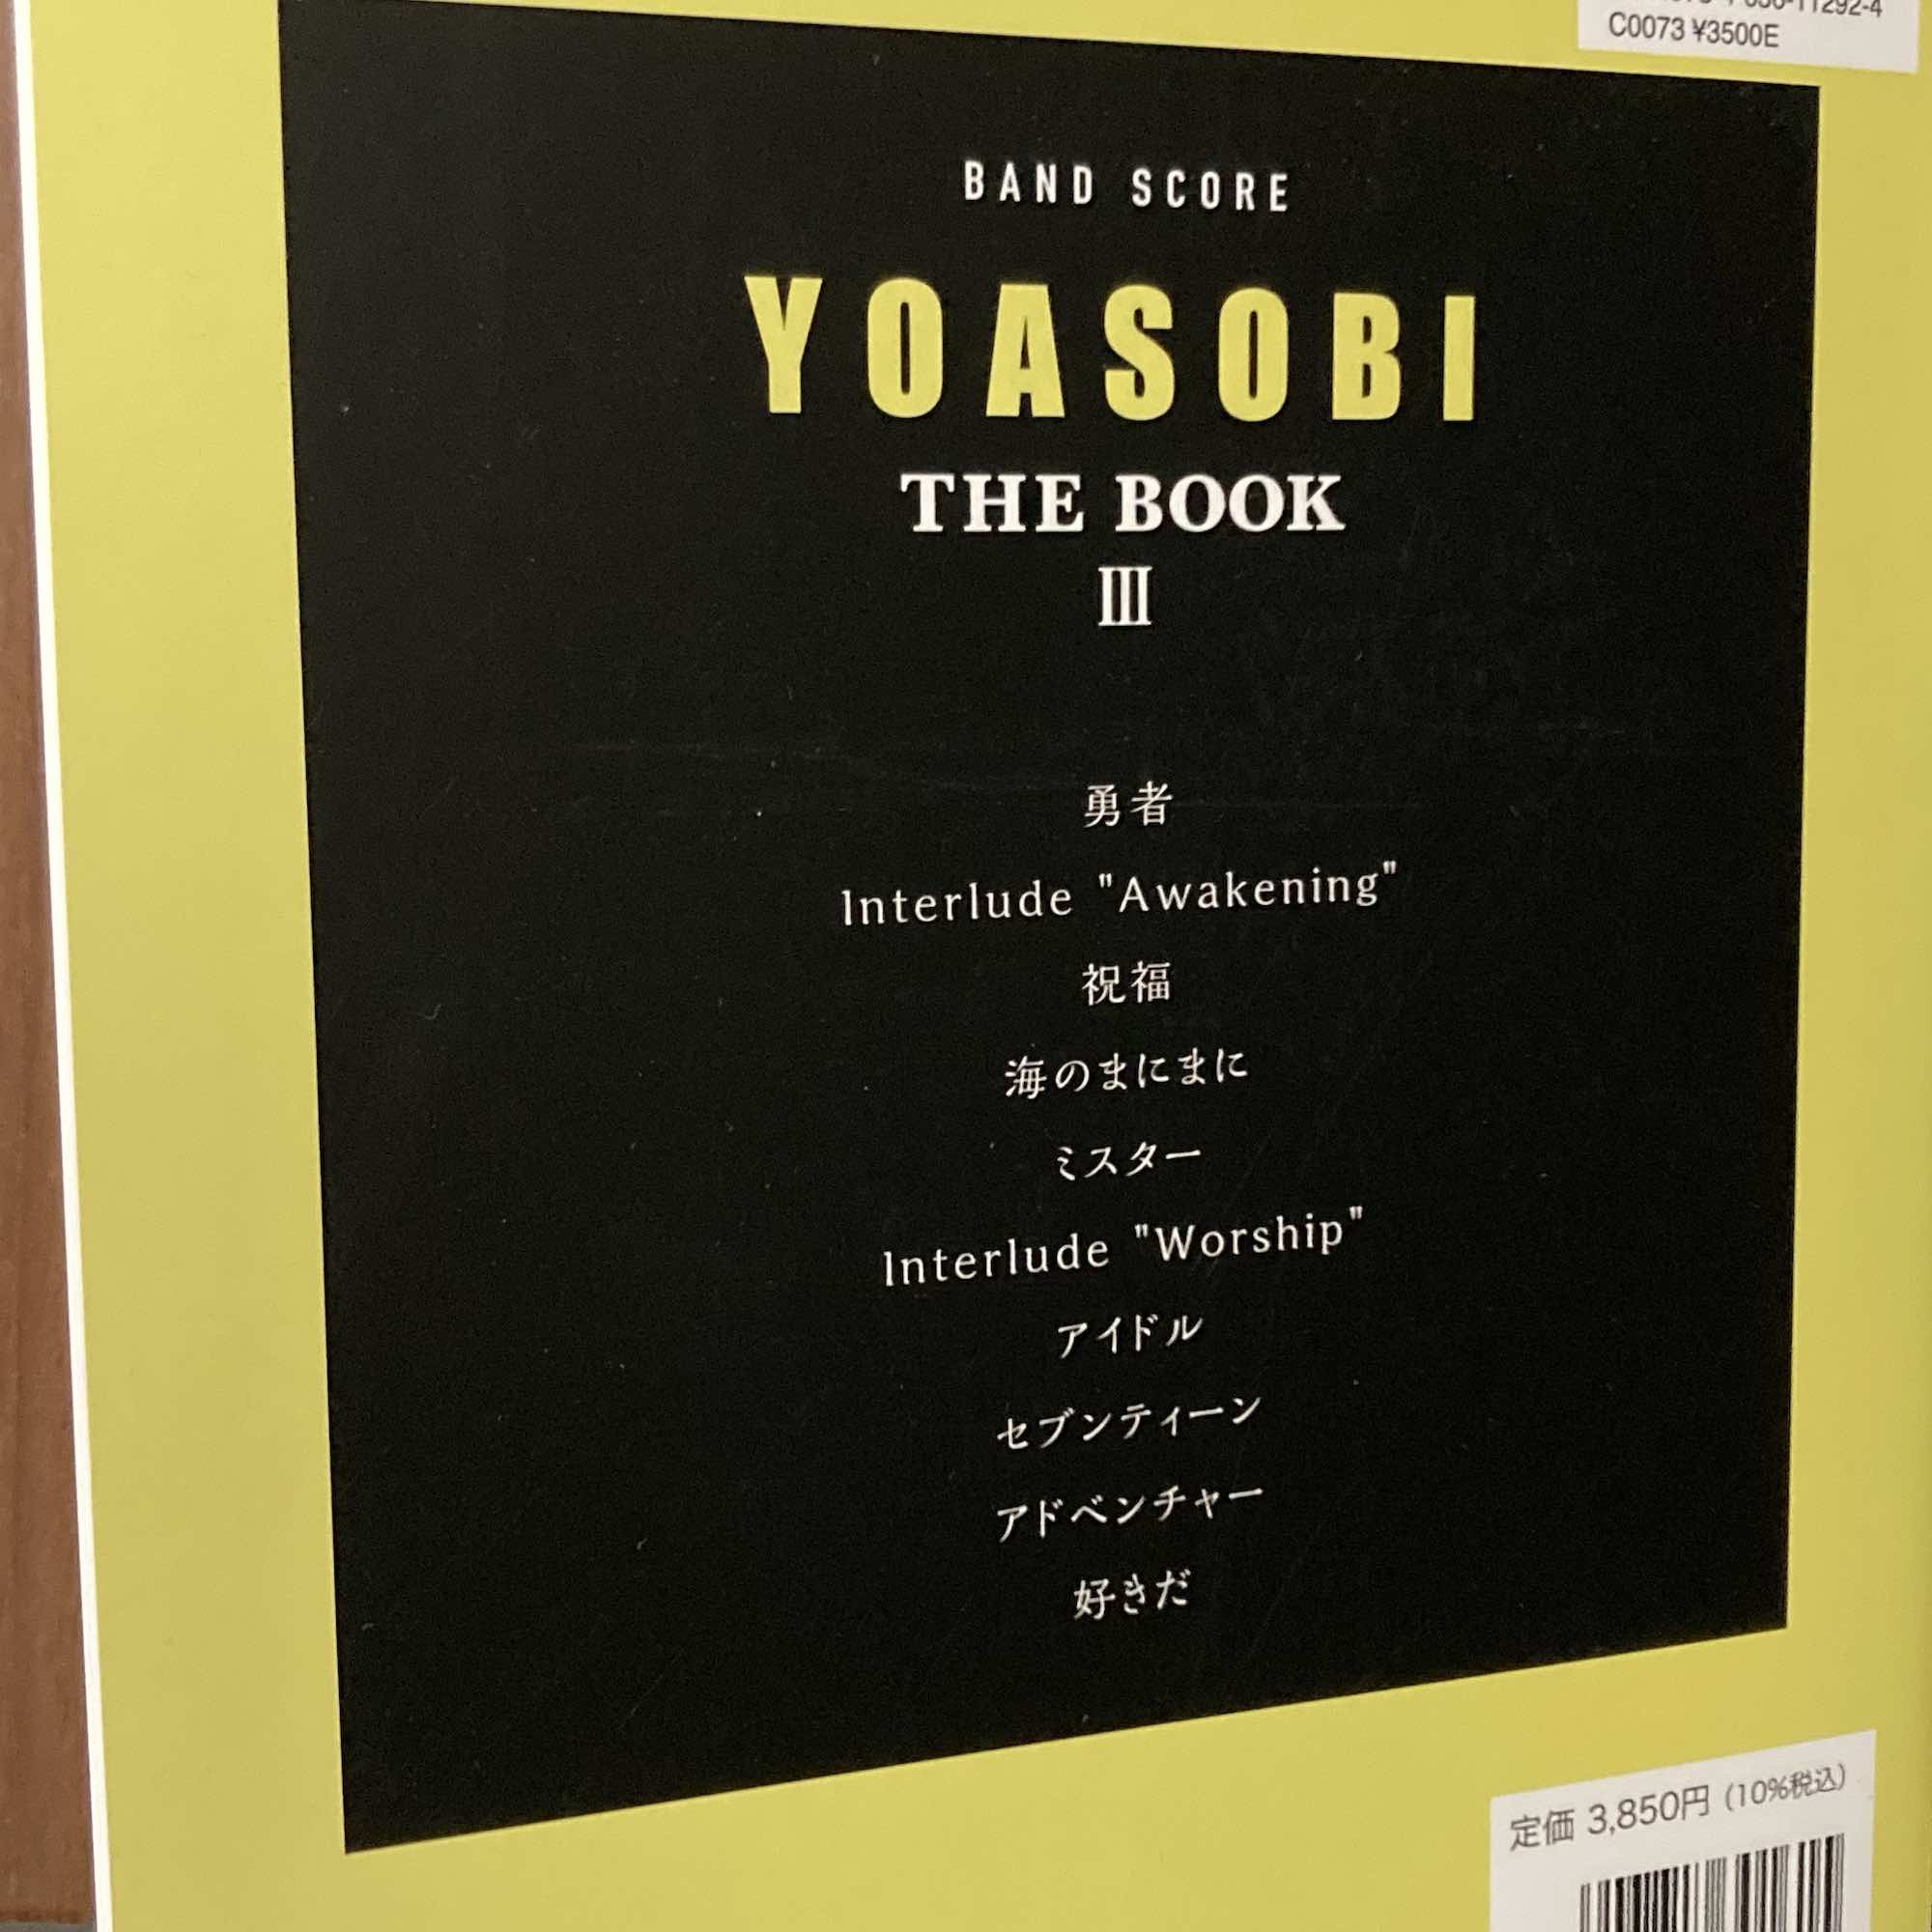 C0073 ¥3500E
BAND SCORE
YOASOBI
THE BOOK
Ⅲ
勇者
Interlude "Awakening"
祝福
海のまにまに
ミスター
Interlude "Worship"
アイドル
セブンティーン
アドベンチャー
好きだ
定価 3,850円 (10%税込)